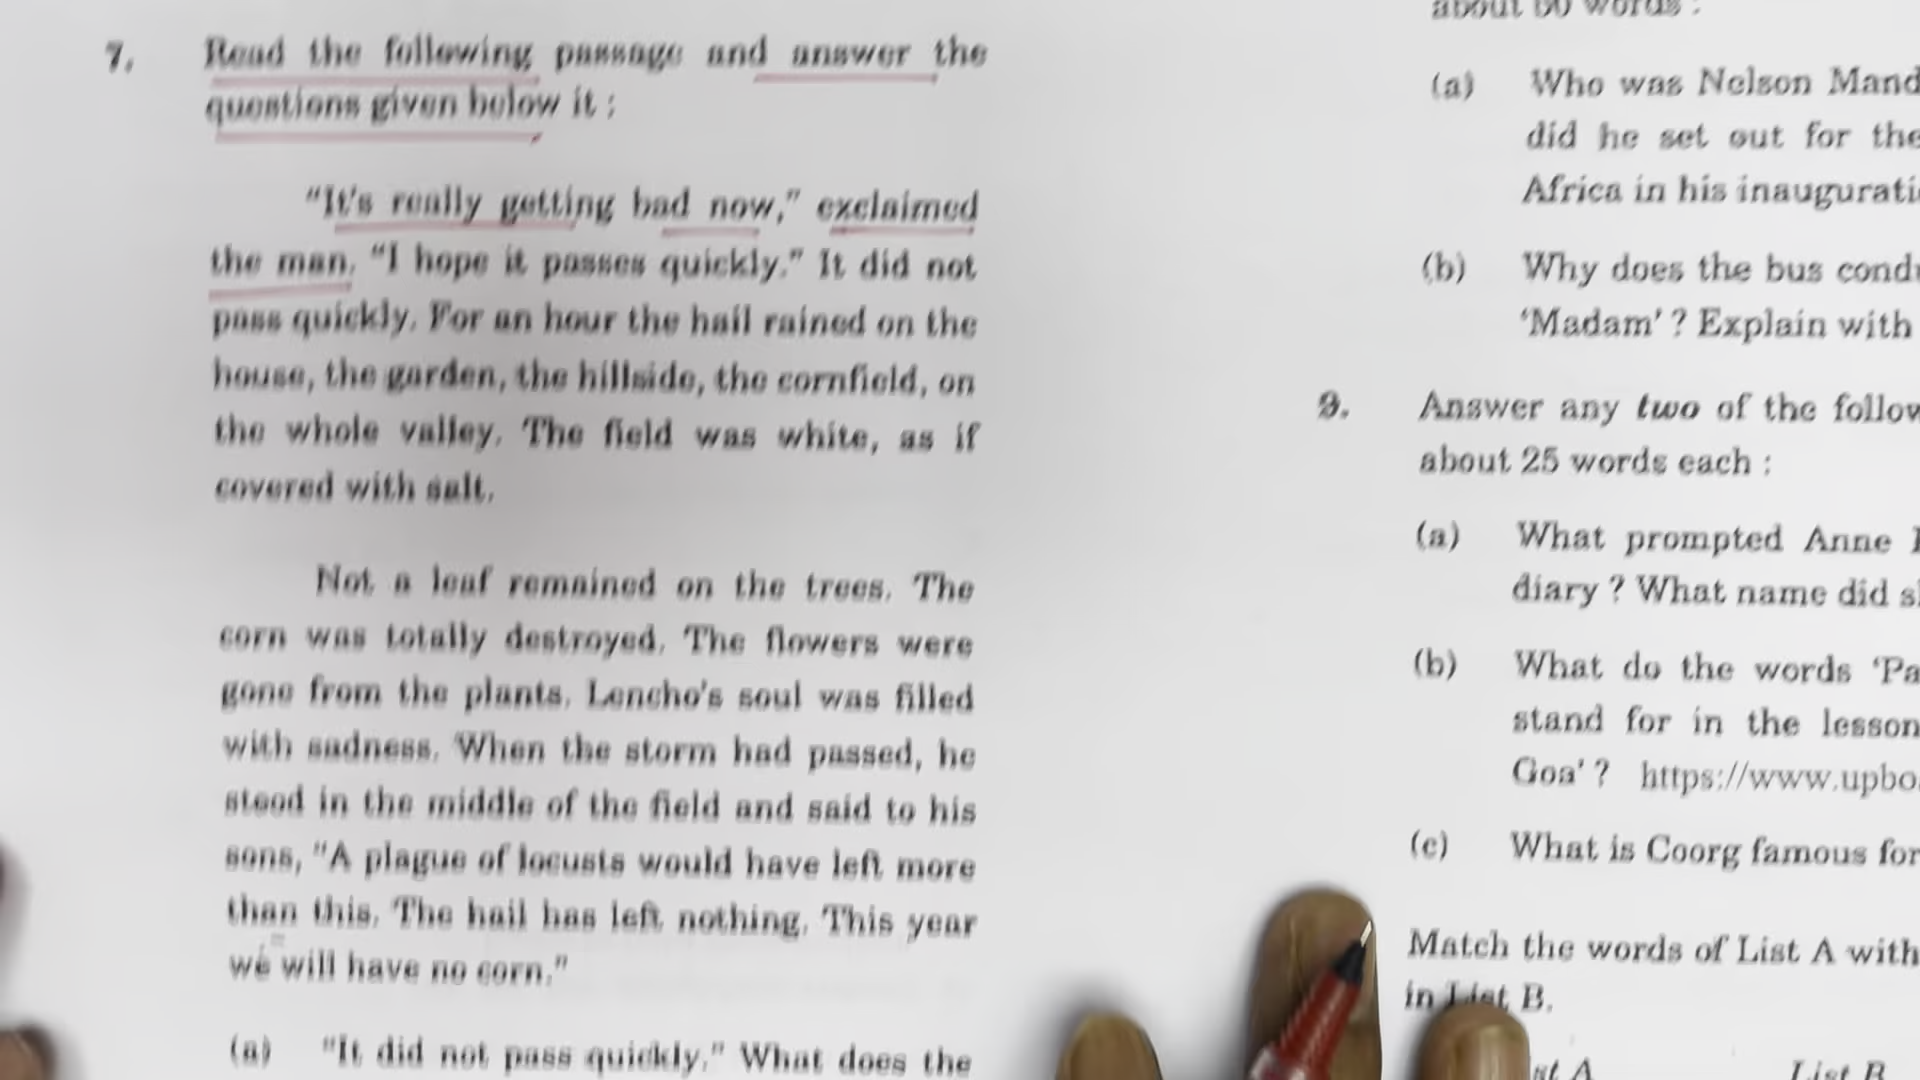 7. Read the following passage and answer the
questions given below it :
"It's really getting bad now," exclaimed
the man. "I hope it passes quickly." It did not
pass quickly. For an hour the hail rained on the
house, the garden, the hillside, the cornfield, on
the whole valley. The field was white, as if
covered with salt.
Not a leaf remained on the trees. The
corn was totally destroyed. The flowers were
gone from the plants. Lencho's soul was filled
with sadness. When the storm had passed, he
stood in the middle of the field and said to his
sons, "A plague of locusts would have left more
than this. The hail has left nothing. This year
we will have no corn."
(a) "It did not pass quickly." What does the
about 60 words :
(a) Who was Nelson Mand
did he set out for the
Africa in his inaugurati
(b) Why does the bus cond
'Madam' ? Explain with
9. Answer any two of the follow
about 25 words each :
(a) What prompted Anne
diary ? What name did s
(b) What do the words 'Pa
stand for in the lesson
Goa' ? https://www.upbo
(c) What is Coorg famous for
Match the words of List A with
in List B.
st A List B